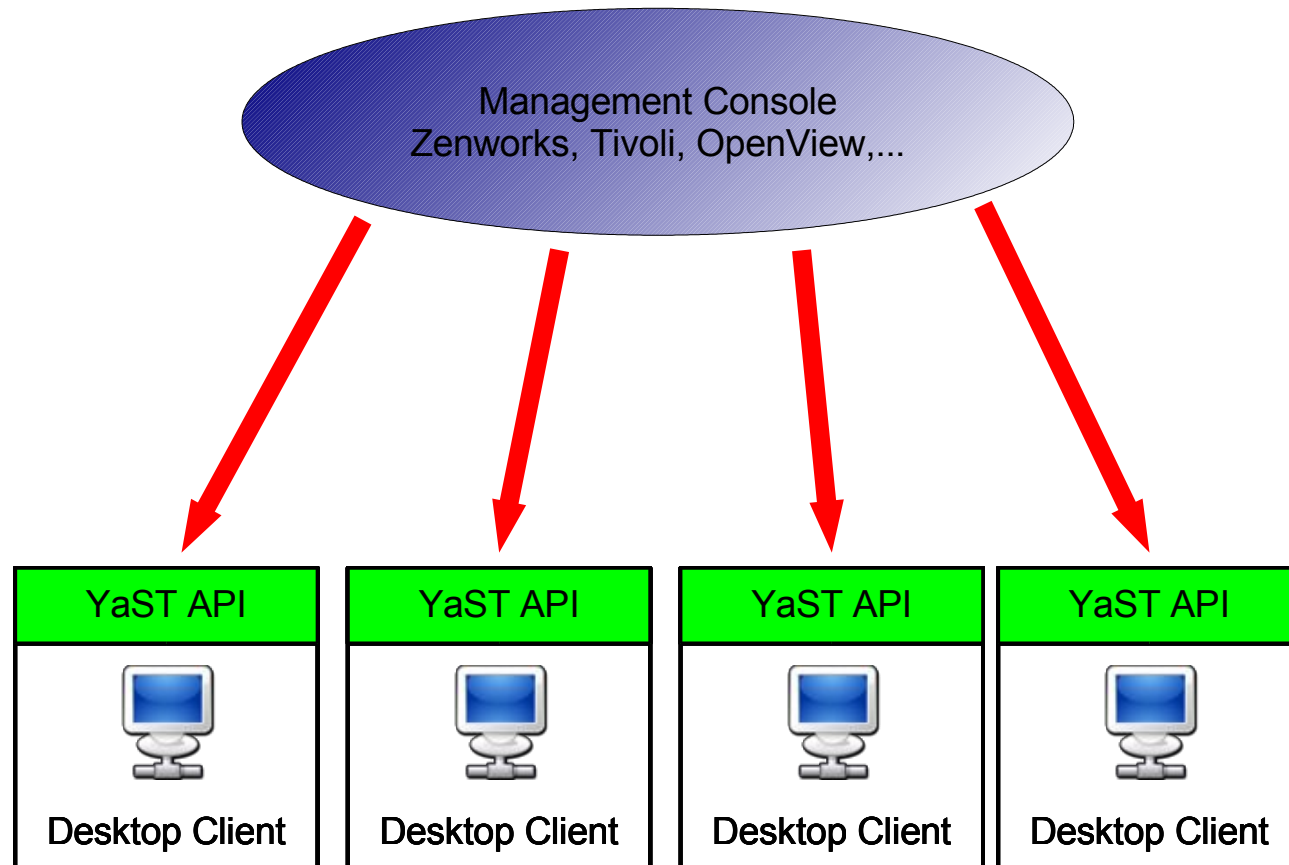 Management Console
Zenworks, Tivoli, OpenView,...
YaST API
YaST API
YaST API
YaST API
Desktop Client
Desktop Client
Desktop Client
Desktop Client